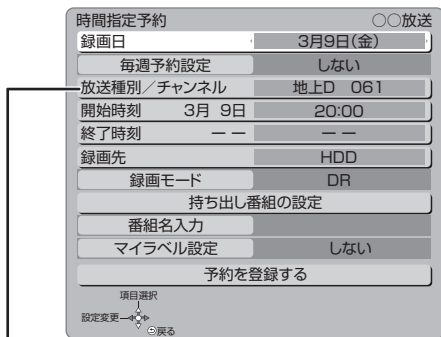 時間指定予約 〇〇放送
録画日 3月9日(金)
毎週予約設定 しない
放送種別/チャンネル 地上D 061
開始時刻 3月 9日 20:00
終了時刻 ーー ーー
録画先 HDD
録画モード DR
持ち出し番組の設定
番組名入力
マイラベル設定 しない
予約を登録する
項目選択
設定変更
戻る